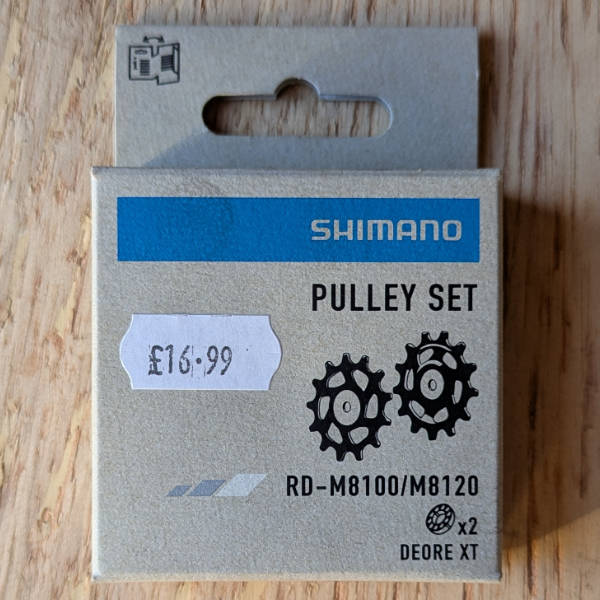 SHIMANO
PULLEY SET
£16.99
RD-M8100/M8120
x2
DEORE XT